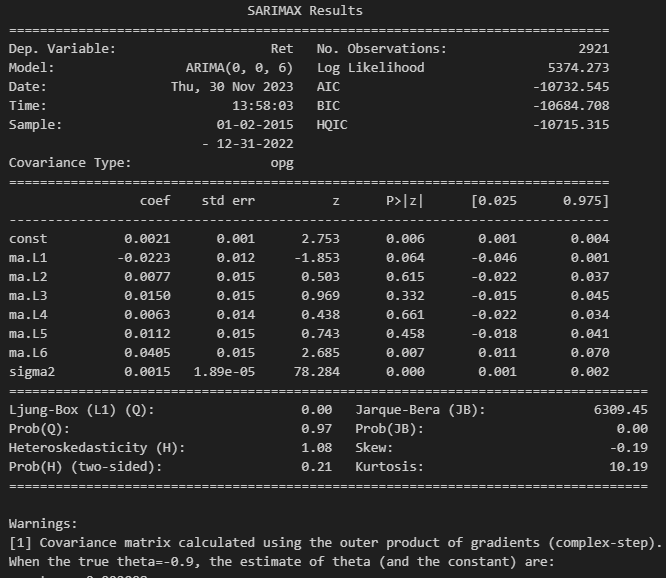 SARIMAX Results
==============================================================================
Dep. Variable: Ret No. Observations: 2921
Model: ARIMA(0, 0, 6) Log Likelihood 5374.273
Date: Thu, 30 Nov 2023 AIC -10732.545
Time: 13:58:03 BIC -10684.708
Sample: 01-02-2015 HQIC -10715.315
- 12-31-2022
Covariance Type: opg
==============================================================================
coef std err z P>|z| [0.025 0.975]
------------------------------------------------------------------------------
const 0.0021 0.001 2.753 0.006 0.001 0.004
ma.L1 -0.0223 0.012 -1.853 0.064 -0.046 0.001
ma.L2 0.0077 0.015 0.503 0.615 -0.022 0.037
ma.L3 0.0150 0.015 0.969 0.332 -0.015 0.045
ma.L4 0.0063 0.014 0.438 0.661 -0.022 0.034
ma.L5 0.0112 0.015 0.743 0.458 -0.018 0.041
ma.L6 0.0405 0.015 2.685 0.007 0.011 0.070
sigma2 0.0015 1.89e-05 78.284 0.000 0.001 0.002
===================================================================================
Ljung-Box (L1) (Q): 0.00 Jarque-Bera (JB): 6309.45
Prob(Q): 0.97 Prob(JB): 0.00
Heteroskedasticity (H): 1.08 Skew: -0.19
Prob(H) (two-sided): 0.21 Kurtosis: 10.19
===================================================================================
Warnings:
[1] Covariance matrix calculated using the outer product of gradients (complex-step).
When the true theta=-0.9, the estimate of theta (and the constant) are: